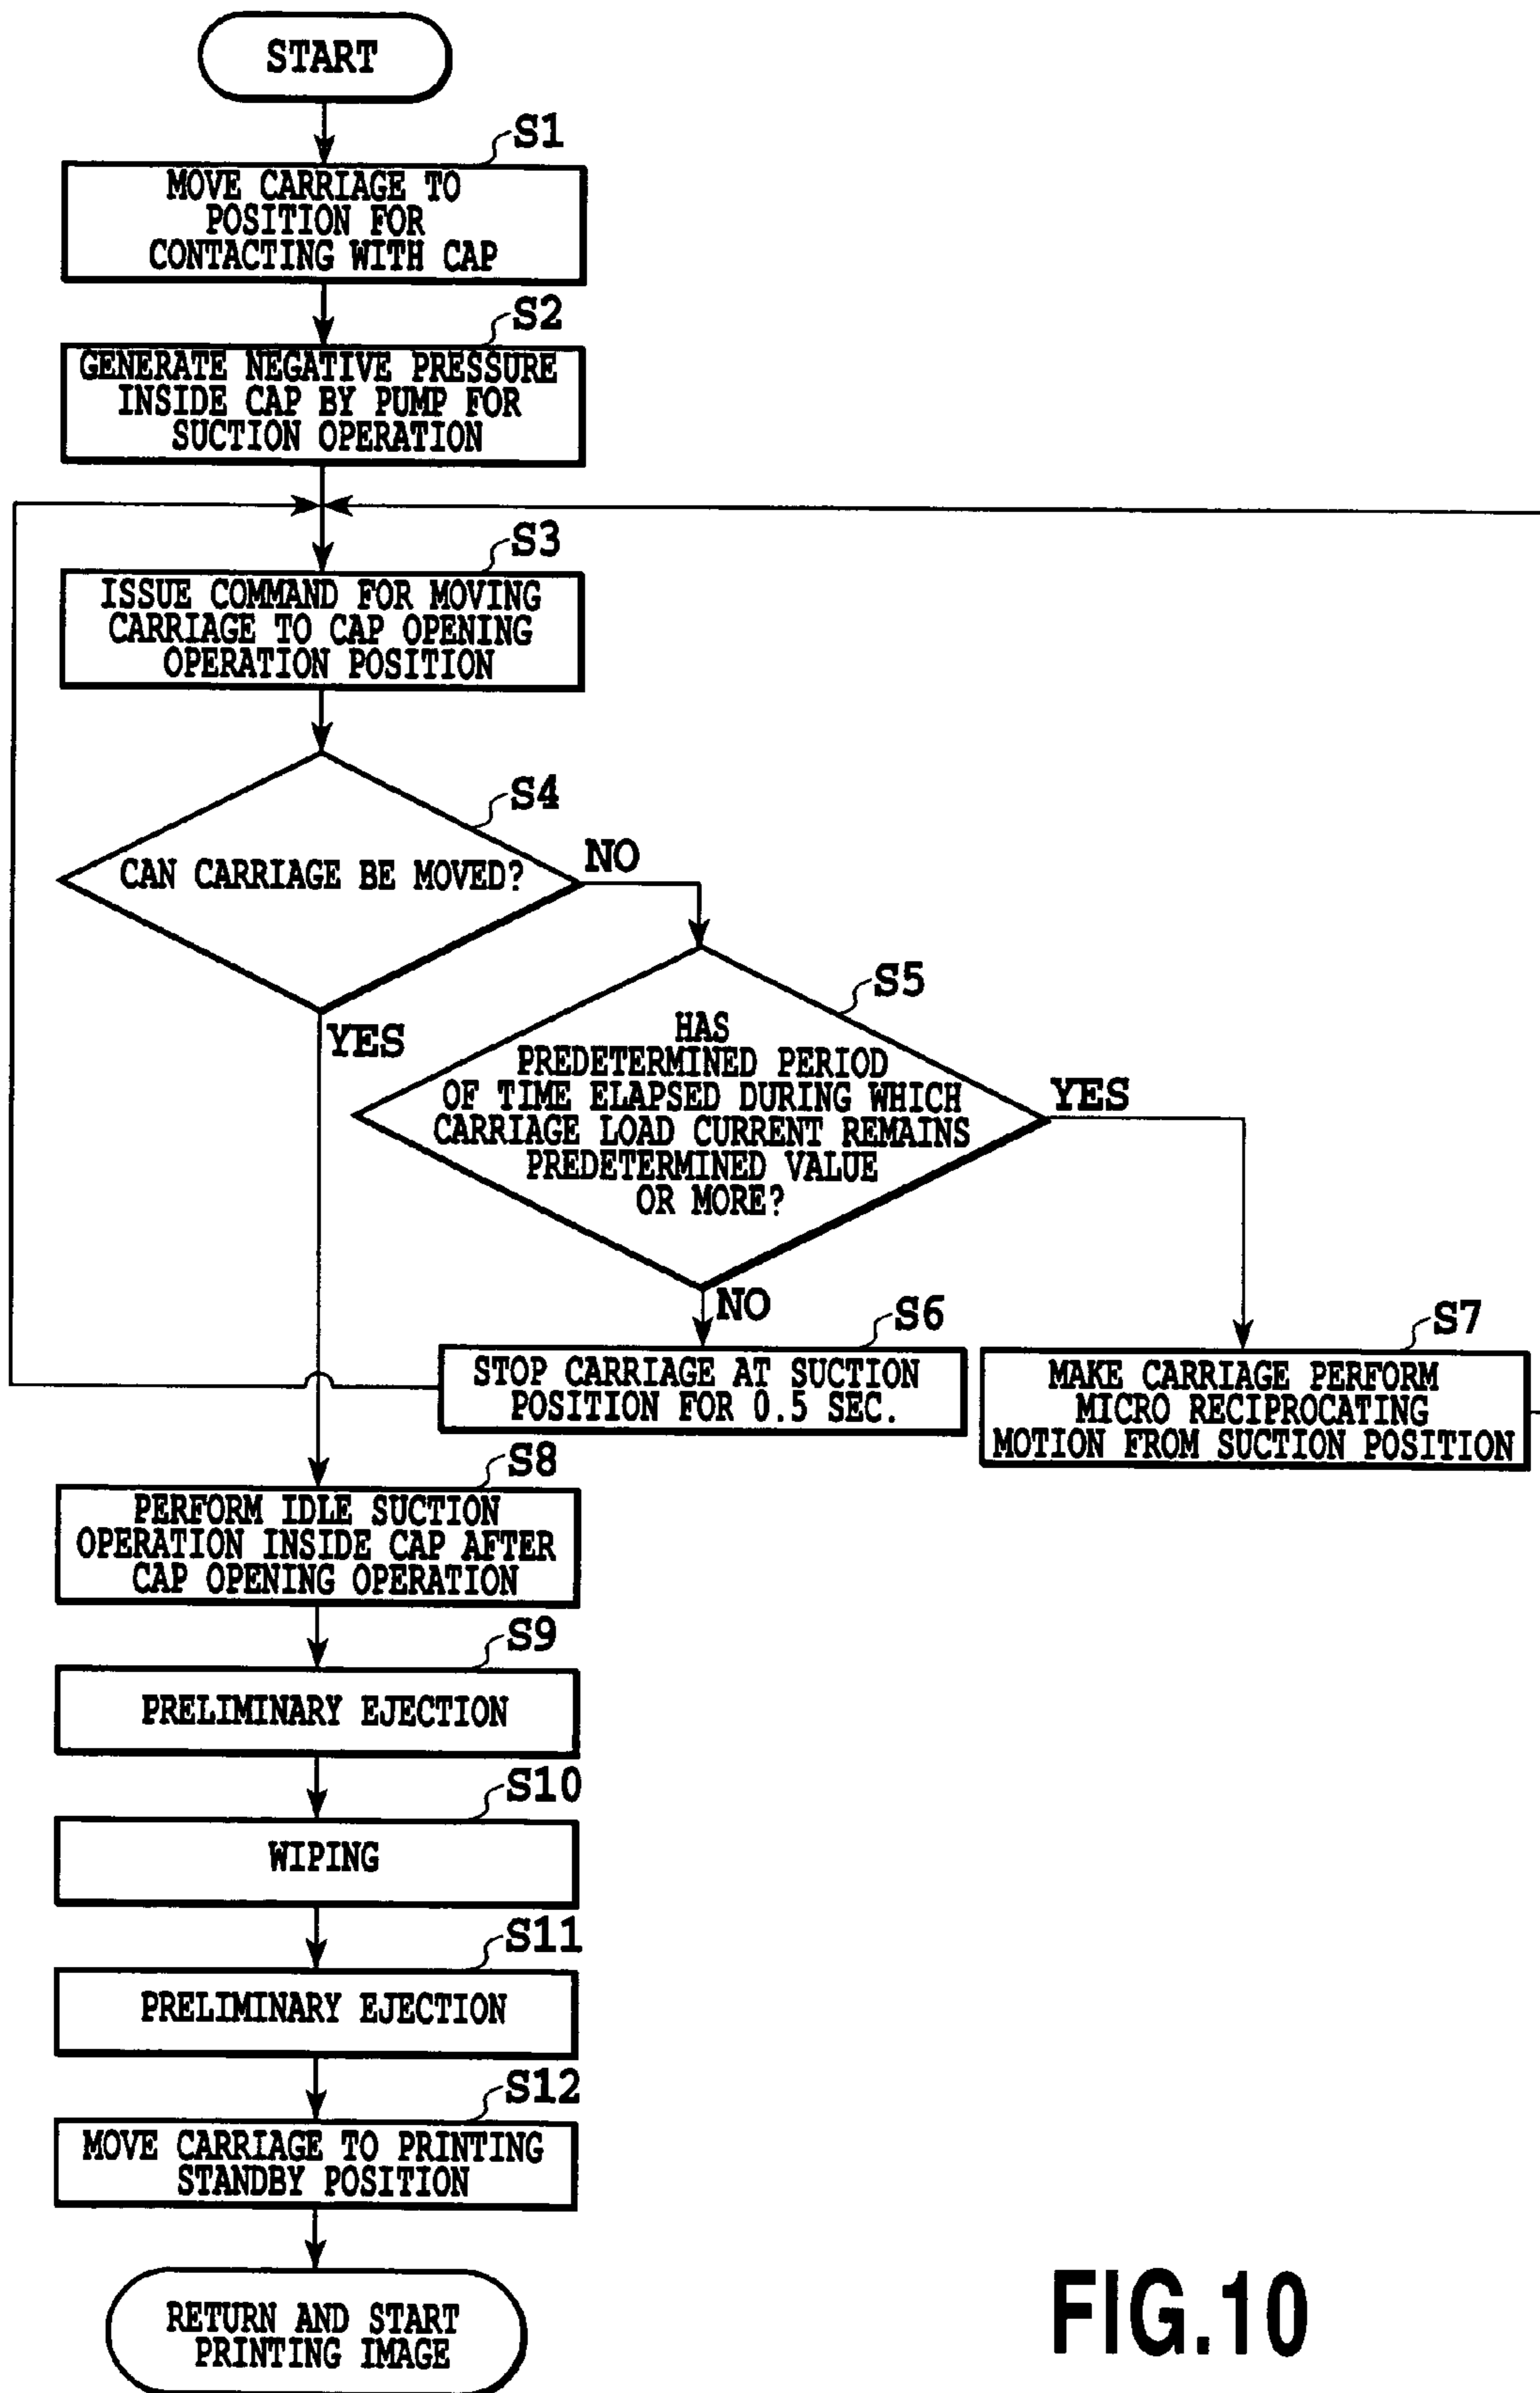 START
S1
MOVE CARRIAGE TO
POSITION FOR
CONTACTING WITH CAP
S2
GENERATE NEGATIVE PRESSURE
INSIDE CAP BY PUMP FOR
SUCTION OPERATION
S3
ISSUE COMMAND FOR MOVING
CARRIAGE TO CAP OPENING
OPERATION POSITION
S4
CAN CARRIAGE BE MOVED?
NO
YES
S5
HAS
PREDETERMINED PERIOD
OF TIME ELAPSED DURING WHICH
CARRIAGE LOAD CURRENT REMAINS
PREDETERMINED VALUE
OR MORE?
YES
NO
S6
STOP CARRIAGE AT SUCTION
POSITION FOR 0.5 SEC.
S7
MAKE CARRIAGE PERFORM
MICRO RECIPROCATING
MOTION FROM SUCTION POSITION
S8
PERFORM IDLE SUCTION
OPERATION INSIDE CAP AFTER
CAP OPENING OPERATION
S9
PRELIMINARY EJECTION
S10
WIPING
S11
PRELIMINARY EJECTION
S12
MOVE CARRIAGE TO PRINTING
STANDBY POSITION
RETURN AND START
PRINTING IMAGE
FIG.10